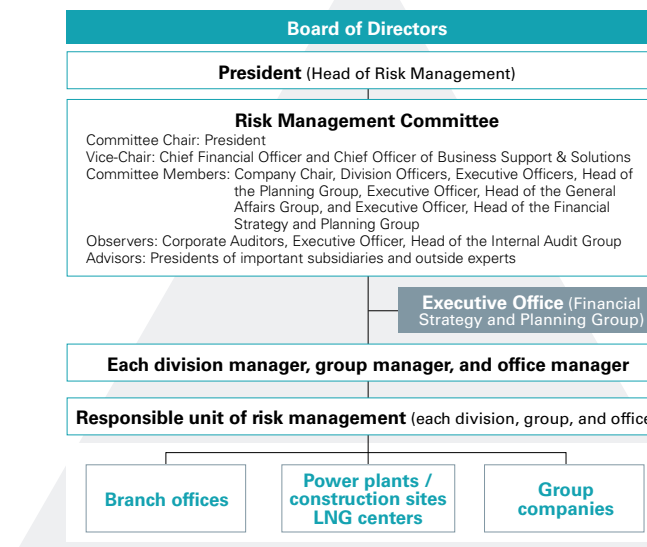 Board of Directors
President (Head of Risk Management)
Risk Management Committee
Committee Chair: President
Vice-Chair: Chief Financial Officer and Chief Officer of Business Support & Solutions
Committee Members: Company Chair, Division Officers, Executive Officers, Head of
the Planning Group, Executive Officer, Head of the General
Affairs Group, and Executive Officer, Head of the Financial
Strategy and Planning Group
Observers: Corporate Auditors, Executive Officer, Head of the Internal Audit Group
Advisors: Presidents of important subsidiaries and outside experts
Executive Office (Financial
Strategy and Planning Group)
Each division manager, group manager, and office manager
Responsible unit of risk management (each division, group, and office
Branch offices
Power plants /
construction sites
LNG centers
Group
companies